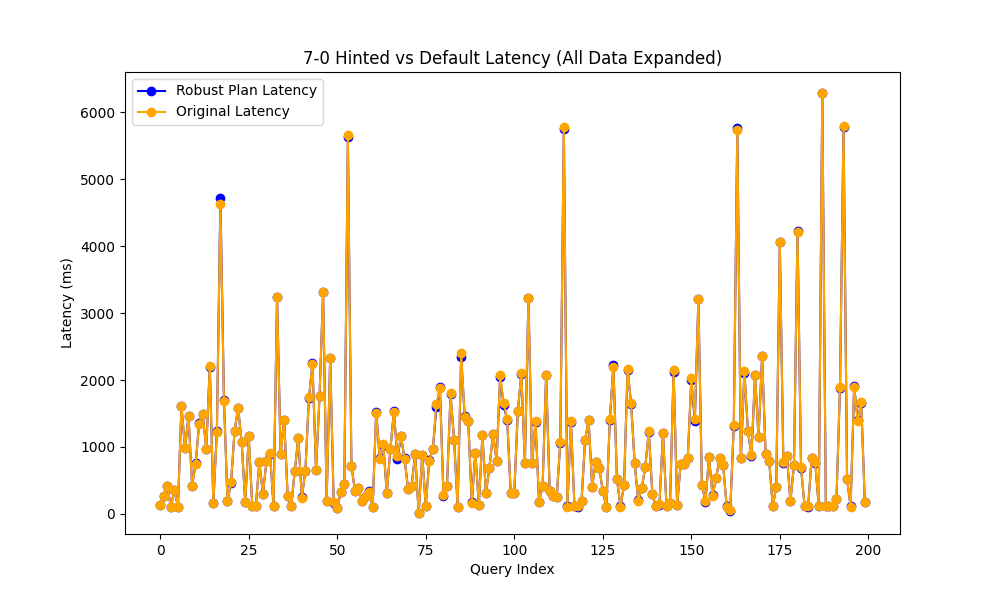 7-0 Hinted vs Default Latency (All Data Expanded)
Robust Plan Latency
Original Latency
Latency (ms)
6000
5000
4000
3000
2000
1000
0
0 25 50 75 100 125 150 175 200
Query Index